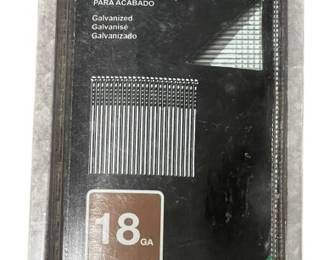 PARA ACABADO
Galvanized
Galvanisé
Galvanizado
18 GA